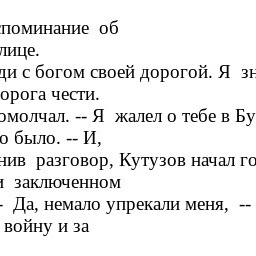 споминание об
лице.
ди с богом своей дорогой. Я зн
орога чести.
омолчал. -- Я жалел о тебе в Бу
о было. -- И,
нив разговор, Кутузов начал го
и заключенном
- Да, немало упрекали меня, --
войну и за